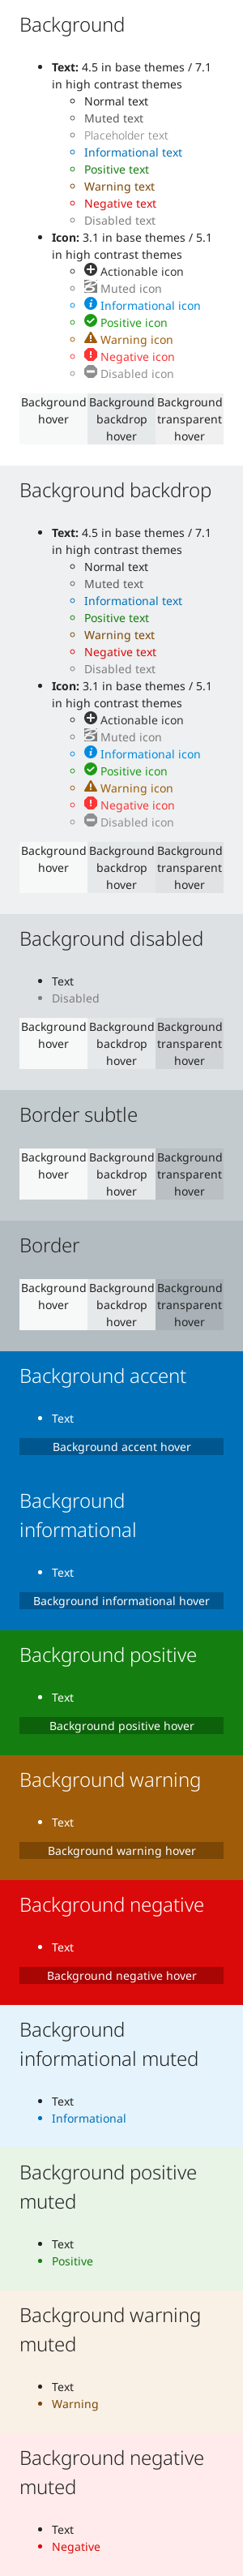 Background
Text: 4.5 in base themes / 7.1
in high contrast themes
Normal text
Muted text
Placeholder text
Informational text
Positive text
Warning text
Negative text
Disabled text
Icon: 3.1 in base themes / 5.1
in high contrast themes
Actionable icon
Muted icon
Informational icon
Positive icon
Warning icon
Negative icon
Disabled icon
Background Background Background
hover backdrop transparent
hover hover
Background backdrop
Text: 4.5 in base themes / 7.1
in high contrast themes
Normal text
Muted text
Informational text
Positive text
Warning text
Negative text
Disabled text
Icon: 3.1 in base themes / 5.1
in high contrast themes
Actionable icon
Muted icon
Informational icon
Positive icon
Warning icon
Negative icon
Disabled icon
Background Background Background
hover backdrop transparent
hover hover
Background disabled
Text
Disabled
Background Background Background
hover backdrop transparent
hover hover
Border subtle
Background Background Background
hover backdrop transparent
hover hover
Border
Background Background Background
hover backdrop transparent
hover hover
Background accent
Text
Background accent hover
Background
informational
Text
Background informational hover
Background positive
Text
Background positive hover
Background warning
Text
Background warning hover
Background negative
Text
Background negative hover
Background
informational muted
Text
Informational
Background positive
muted
Text
Positive
Background warning
muted
Text
Warning
Background negative
muted
Text
Negative